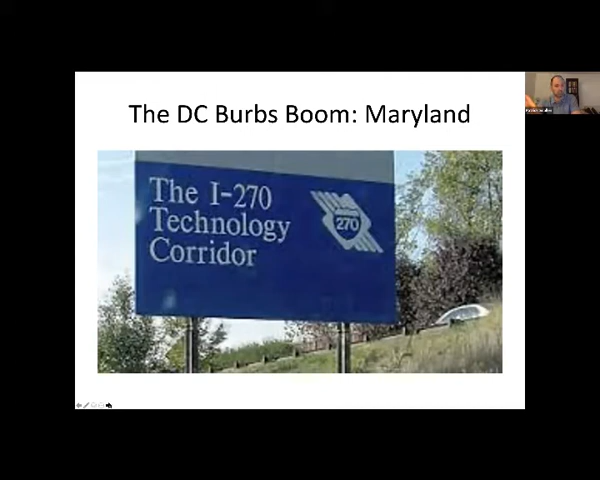 The DC Burbs Boom: Maryland
The I-270
Technology
Corridor
270